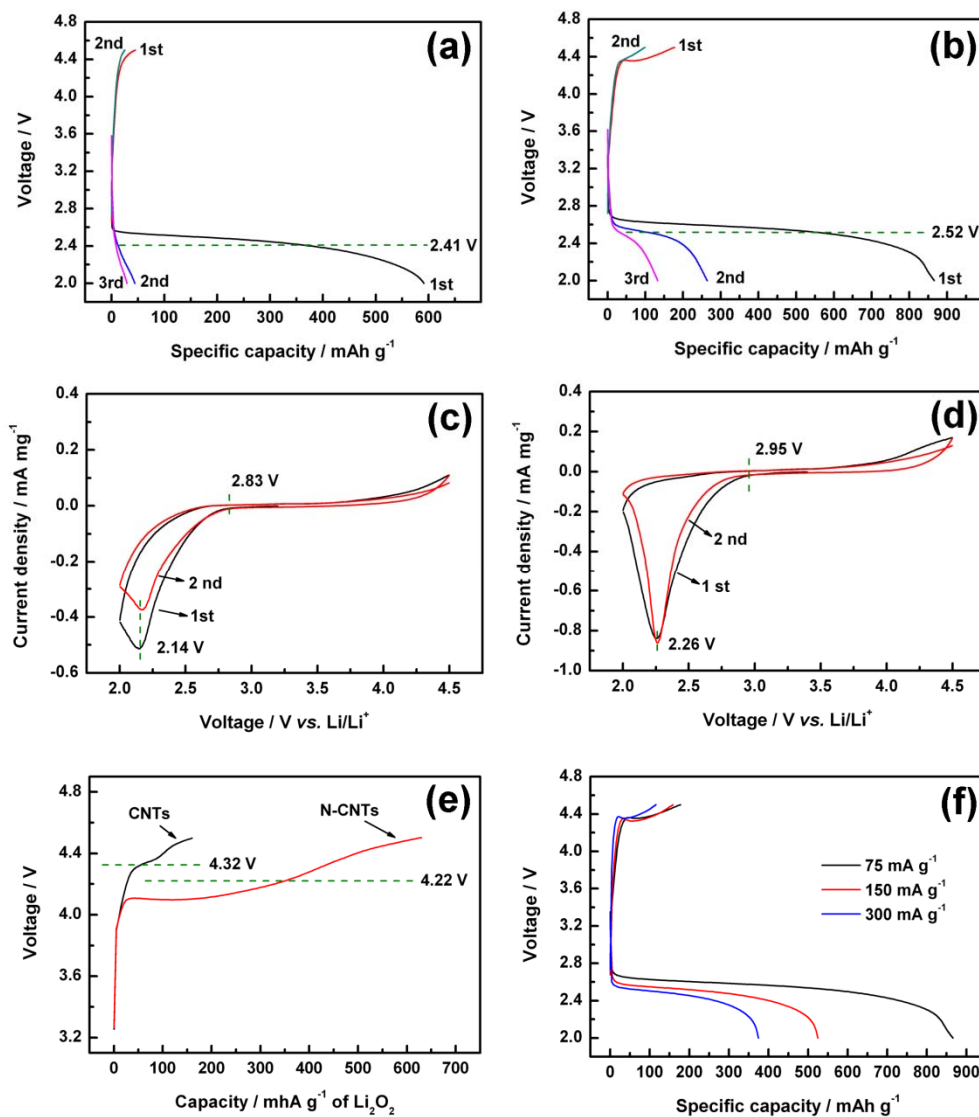 (a)
4.8
4.4
4.0
3.6
3.2
2.8
2.4
2.0
Voltage / V
2nd
1st
2.41 V
3rd
2nd
1st
0 100 200 300 400 500 600
Specific capacity / mAh g⁻¹
(b)
4.8
4.4
4.0
3.6
3.2
2.8
2.4
2.0
Voltage / V
2nd
1st
2.52 V
3rd
2nd
1st
0 100 200 300 400 500 600 700 800 900
Specific capacity / mAh g⁻¹
(c)
0.4
0.2
0.0
-0.2
-0.4
-0.6
Current density / mA mg⁻¹
2.83 V
2 nd
1st
2.14 V
2.0 2.5 3.0 3.5 4.0 4.5
Voltage / V vs. Li/Li⁺
(d)
0.4
0.2
0.0
-0.2
-0.4
-0.6
-0.8
-1.0
Current density / mA mg⁻¹
2.95 V
2 nd
1 st
2.26 V
2.0 2.5 3.0 3.5 4.0 4.5
Voltage / V vs. Li/Li⁺
(e)
4.8
4.4
4.0
3.6
3.2
Voltage / V
CNTs
N-CNTs
4.32 V
4.22 V
0 100 200 300 400 500 600 700
Capacity / mhA g⁻¹ of Li₂O₂
(f)
4.8
4.4
4.0
3.6
3.2
2.8
2.4
2.0
Voltage / V
75 mA g⁻¹
150 mA g⁻¹
300 mA g⁻¹
0 100 200 300 400 500 600 700 800 900
Specific capacity / mAh g⁻¹